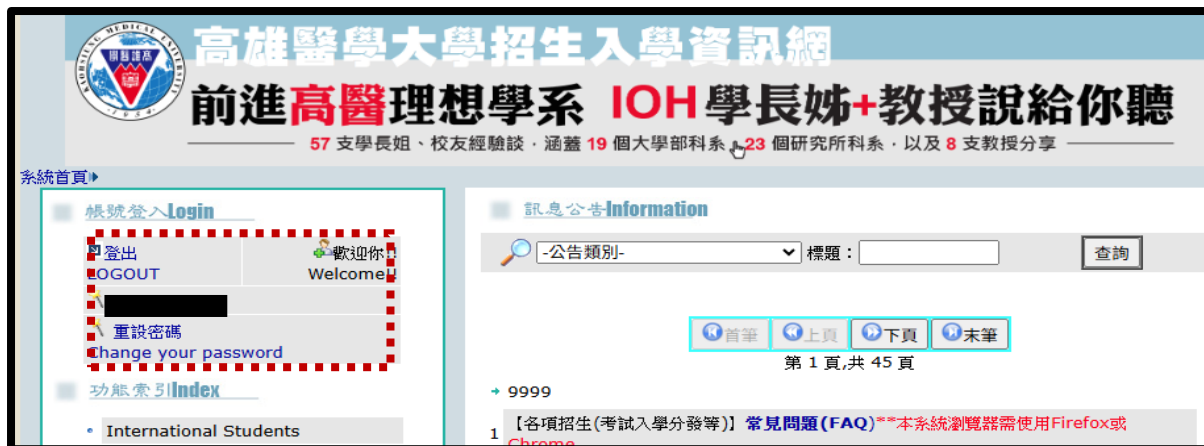 KAOHSIUNG MEDICAL UNIVERSITY
1954
高雄醫學大學招生入學資訊網
前進高醫理想學系 IOH學長姊+教授說給你聽
57 支學長姐、校友經驗談．涵蓋 19 個大學部科系、23 個研究所科系．以及 8 支教授分享
系統首頁
帳號登入Login
登出
LOGOUT
歡迎你!!
Welcome!!
重設密碼
Change your password
功能索引Index
International Students
訊息公告Information
-公告類別- 標題： 查詢
首筆 上頁 下頁 末筆
第 1 頁,共 45 頁
9999
1 【各項招生(考試入學分發等)】常見問題(FAQ)**本系統瀏覽器需使用Firefox或
Chrome